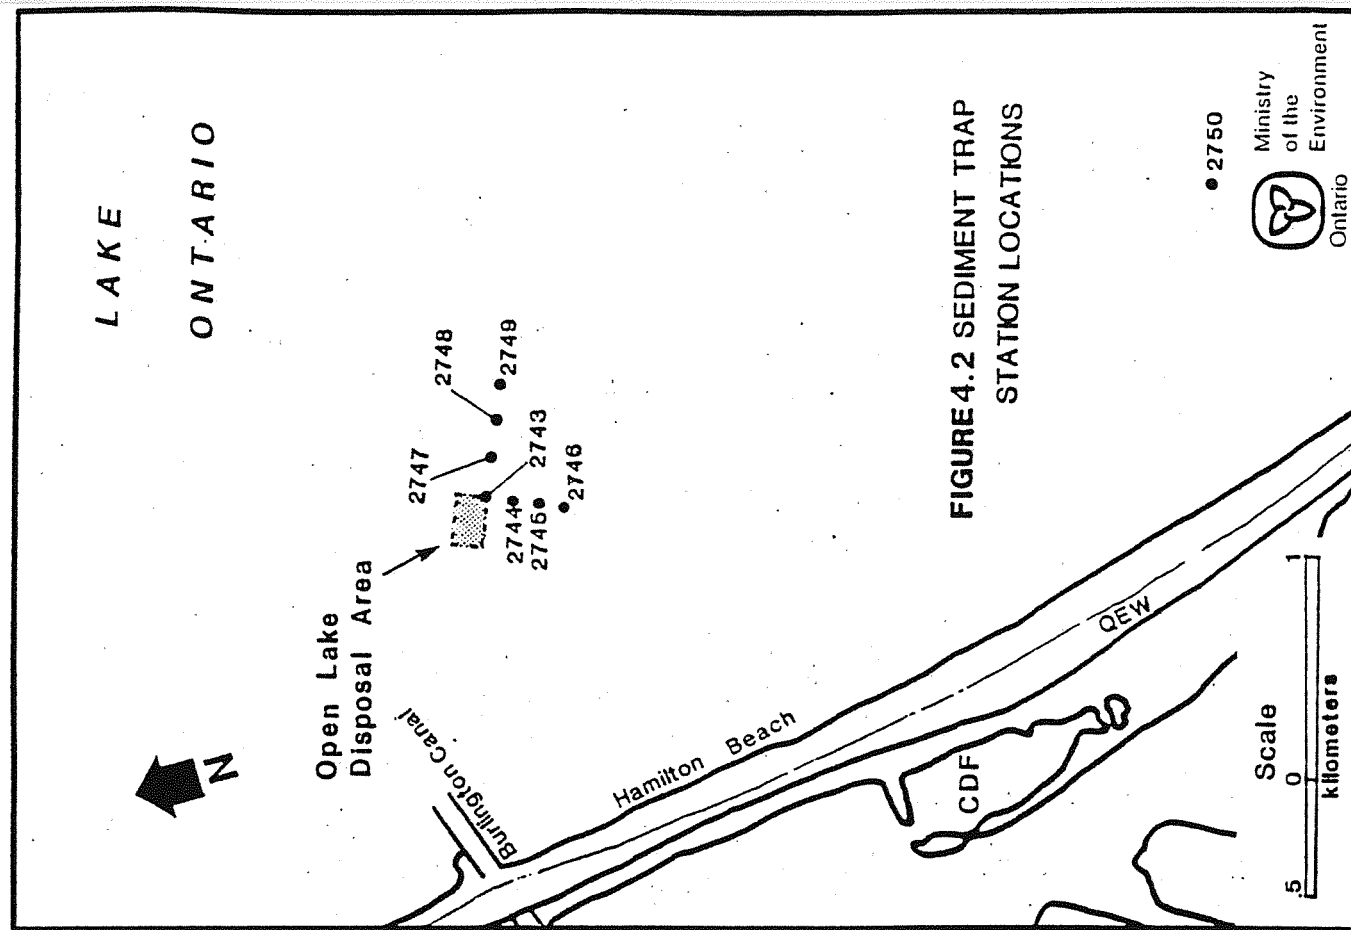 LAKE
ONTARIO
2748
2749
2747
2743
2746
2744
2745
Open Lake
Disposal Area
N
Burlington Canal
Hamilton Beach
QEW
CDF
FIGURE 4.2 SEDIMENT TRAP
STATION LOCATIONS
2750
Ministry
of the
Environment
Ontario
Scale
.5 0 1
kilometers